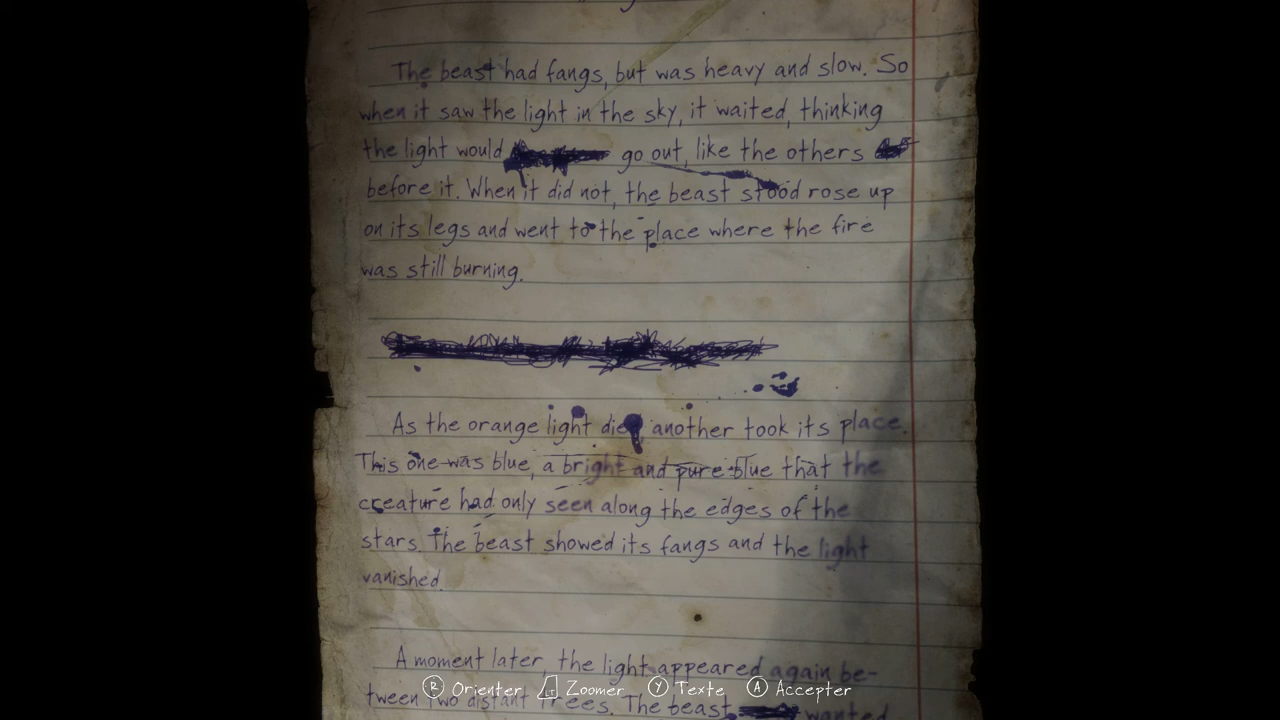 The beast had fangs, but was heavy and slow. So
when it saw the light in the sky, it waited, thinking
the light would go out, like the others
before it. When it did not, the beast stood rose up
on its legs and went to the place where the fire
was still burning.
As the orange light died another took its place.
This one was blue, a bright and pure blue that the
creature had only seen along the edges of the
stars. The beast showed its fangs and the light
vanished.
A moment later, the light appeared again be-
tween two distant trees. The beast wanted
R Orienter LT Zoomer Y Texte A Accepter